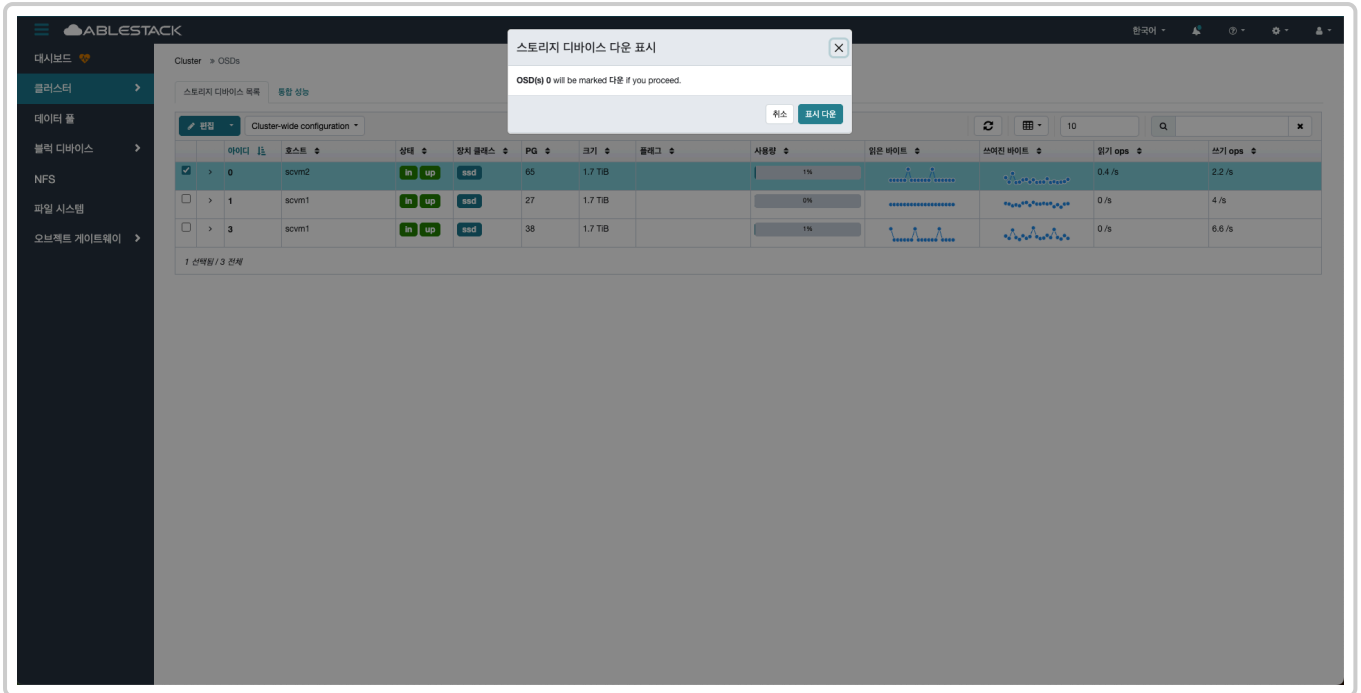 ABLESTACK
한국어
대시보드
클러스터
데이터 풀
블럭 디바이스
NFS
파일 시스템
오브젝트 게이트웨이
Cluster » OSDs
스토리지 디바이스 목록 통합 성능
스토리지 디바이스 다운 표시
OSD(s) 0 will be marked 다운 if you proceed.
취소 표시 다운
편집 Cluster-wide configuration 10
아이디 호스트 상태 장치 클래스 PG 크기 플래그 사용량 읽은 바이트 쓰여진 바이트 읽기 ops 쓰기 ops
0 scvm2 in up ssd 65 1.7 TiB 1% 0.4 /s 2.2 /s
1 scvm1 in up ssd 27 1.7 TiB 0% 0 /s 4 /s
3 scvm1 in up ssd 38 1.7 TiB 1% 0 /s 6.6 /s
1 선택됨 / 3 전체